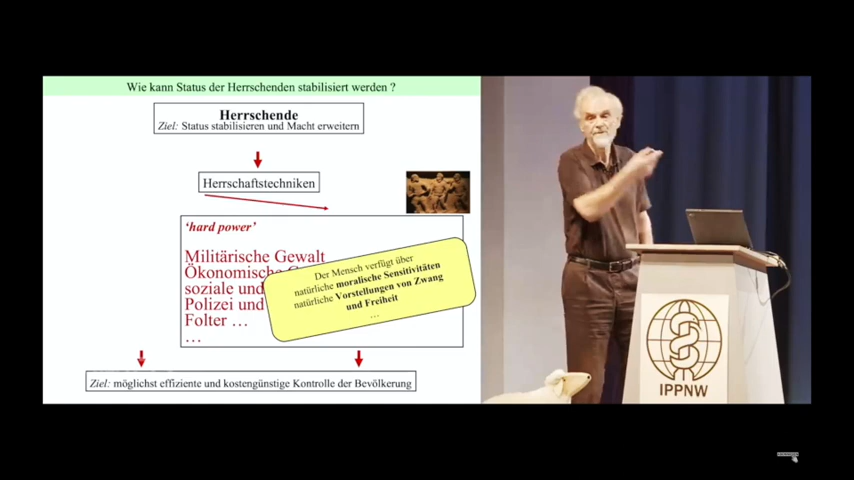 Wie kann Status der Herrschenden stabilisiert werden ?
Herrschende
Ziel: Status stabilisieren und Macht erweitern
Herrschaftstechniken
‘hard power’
Militärische Gewalt
Ökonomische
soziale und
Polizei und
Folter …
…
Der Mensch verfügt über
natürliche moralische Sensitivitäten
natürliche Vorstellungen von Zwang
und Freiheit
…
Ziel: möglichst effiziente und kostengünstige Kontrolle der Bevölkerung
IPPNW